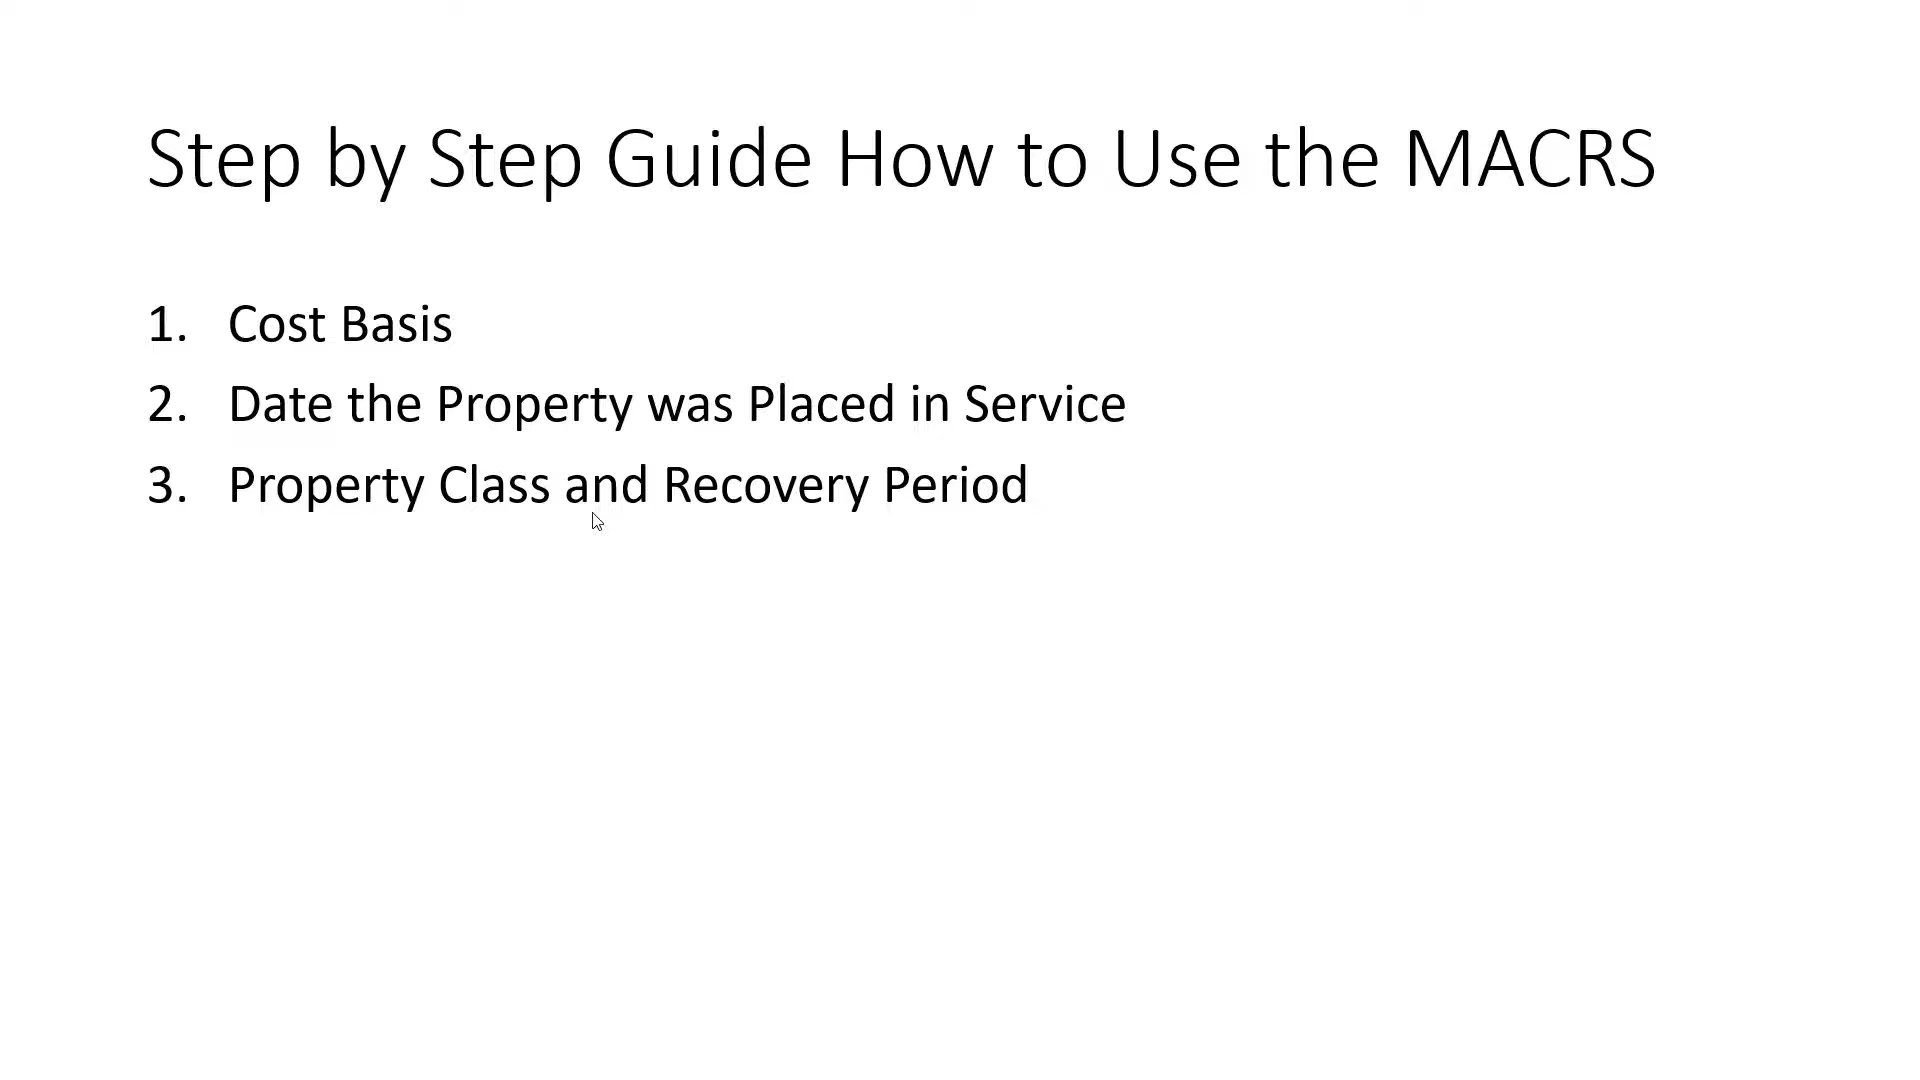 Step by Step Guide How to Use the MACRS
1. Cost Basis
2. Date the Property was Placed in Service
3. Property Class and Recovery Period